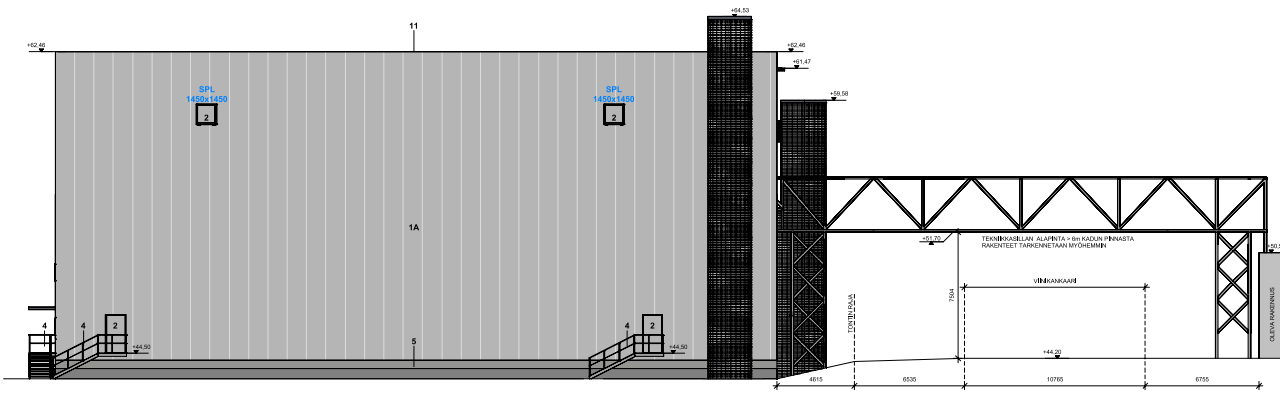 +64,53
11
+62,46
+62,46
+61,47
SPL
1450x1450
2
SPL
1450x1450
2
+59,58
1A
+51,70
TEKNIIKKASILLAN ALAPINTA > 6m KADUN PINNASTA
RAKENTEET TARKENNETAAN MYÖHEMMIN
VIINIKANKAARI
7504
TONTIN RAJA
OLEVA RAKENNUS
4
4
2
+44,50
5
4
2
+44,50
+44,20
4615
6535
10765
6755